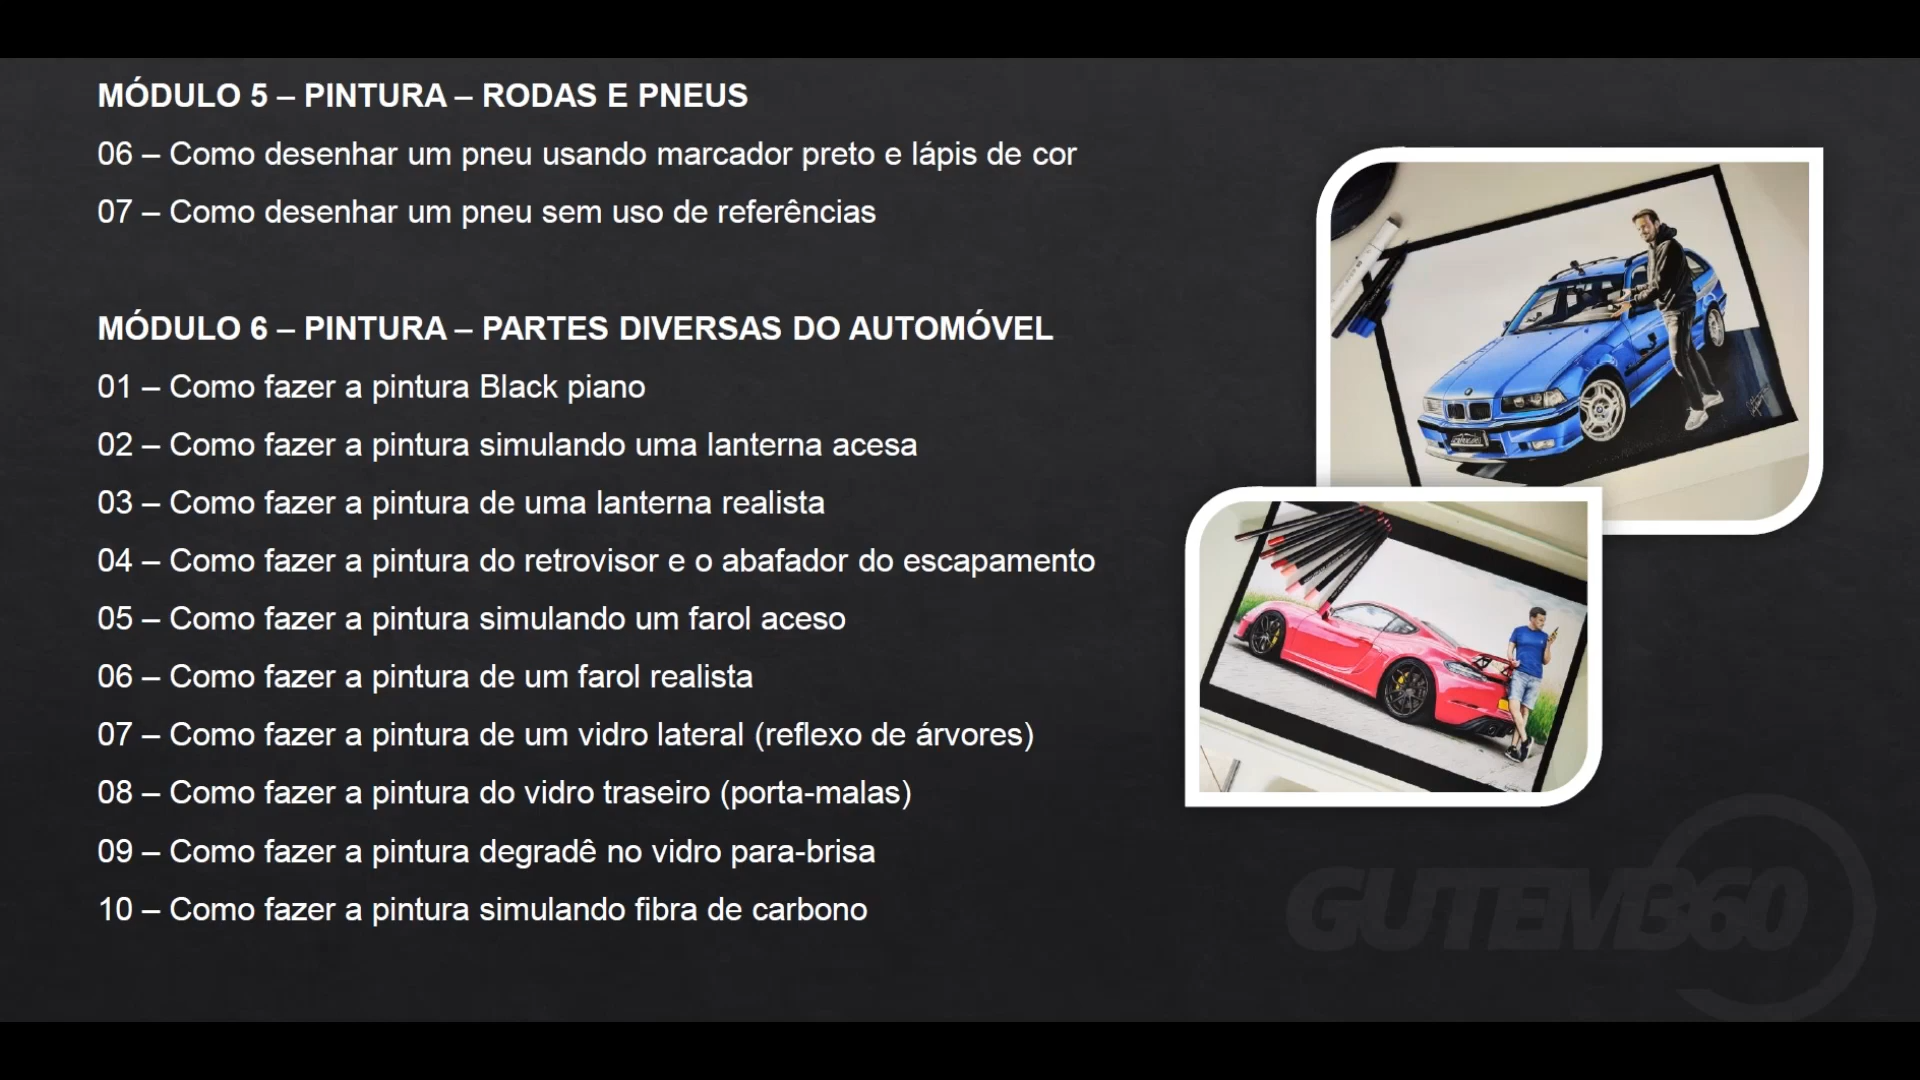 MÓDULO 5 – PINTURA – RODAS E PNEUS
06 – Como desenhar um pneu usando marcador preto e lápis de cor
07 – Como desenhar um pneu sem uso de referências
MÓDULO 6 – PINTURA – PARTES DIVERSAS DO AUTOMÓVEL
01 – Como fazer a pintura Black piano
02 – Como fazer a pintura simulando uma lanterna acesa
03 – Como fazer a pintura de uma lanterna realista
04 – Como fazer a pintura do retrovisor e o abafador do escapamento
05 – Como fazer a pintura simulando um farol aceso
06 – Como fazer a pintura de um farol realista
07 – Como fazer a pintura de um vidro lateral (reflexo de árvores)
08 – Como fazer a pintura do vidro traseiro (porta-malas)
09 – Como fazer a pintura degradê no vidro para-brisa
10 – Como fazer a pintura simulando fibra de carbono
GUTEM360